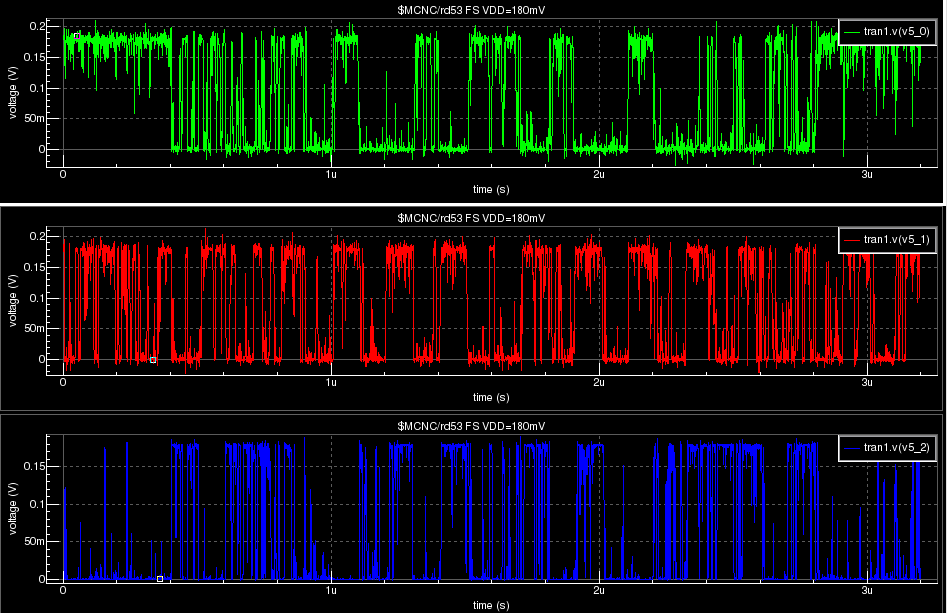 $MCNC/rd53 FS VDD=180mV
tran1.v(v5_0)
voltage (V)
0.2
0.15
0.1
50m
0
0 1u 2u 3u
time (s)
$MCNC/rd53 FS VDD=180mV
tran1.v(v5_1)
voltage (V)
0.2
0.15
0.1
50m
0
0 1u 2u 3u
time (s)
$MCNC/rd53 FS VDD=180mV
tran1.v(v5_2)
voltage (V)
0.15
0.1
50m
0
0 1u 2u 3u
time (s)